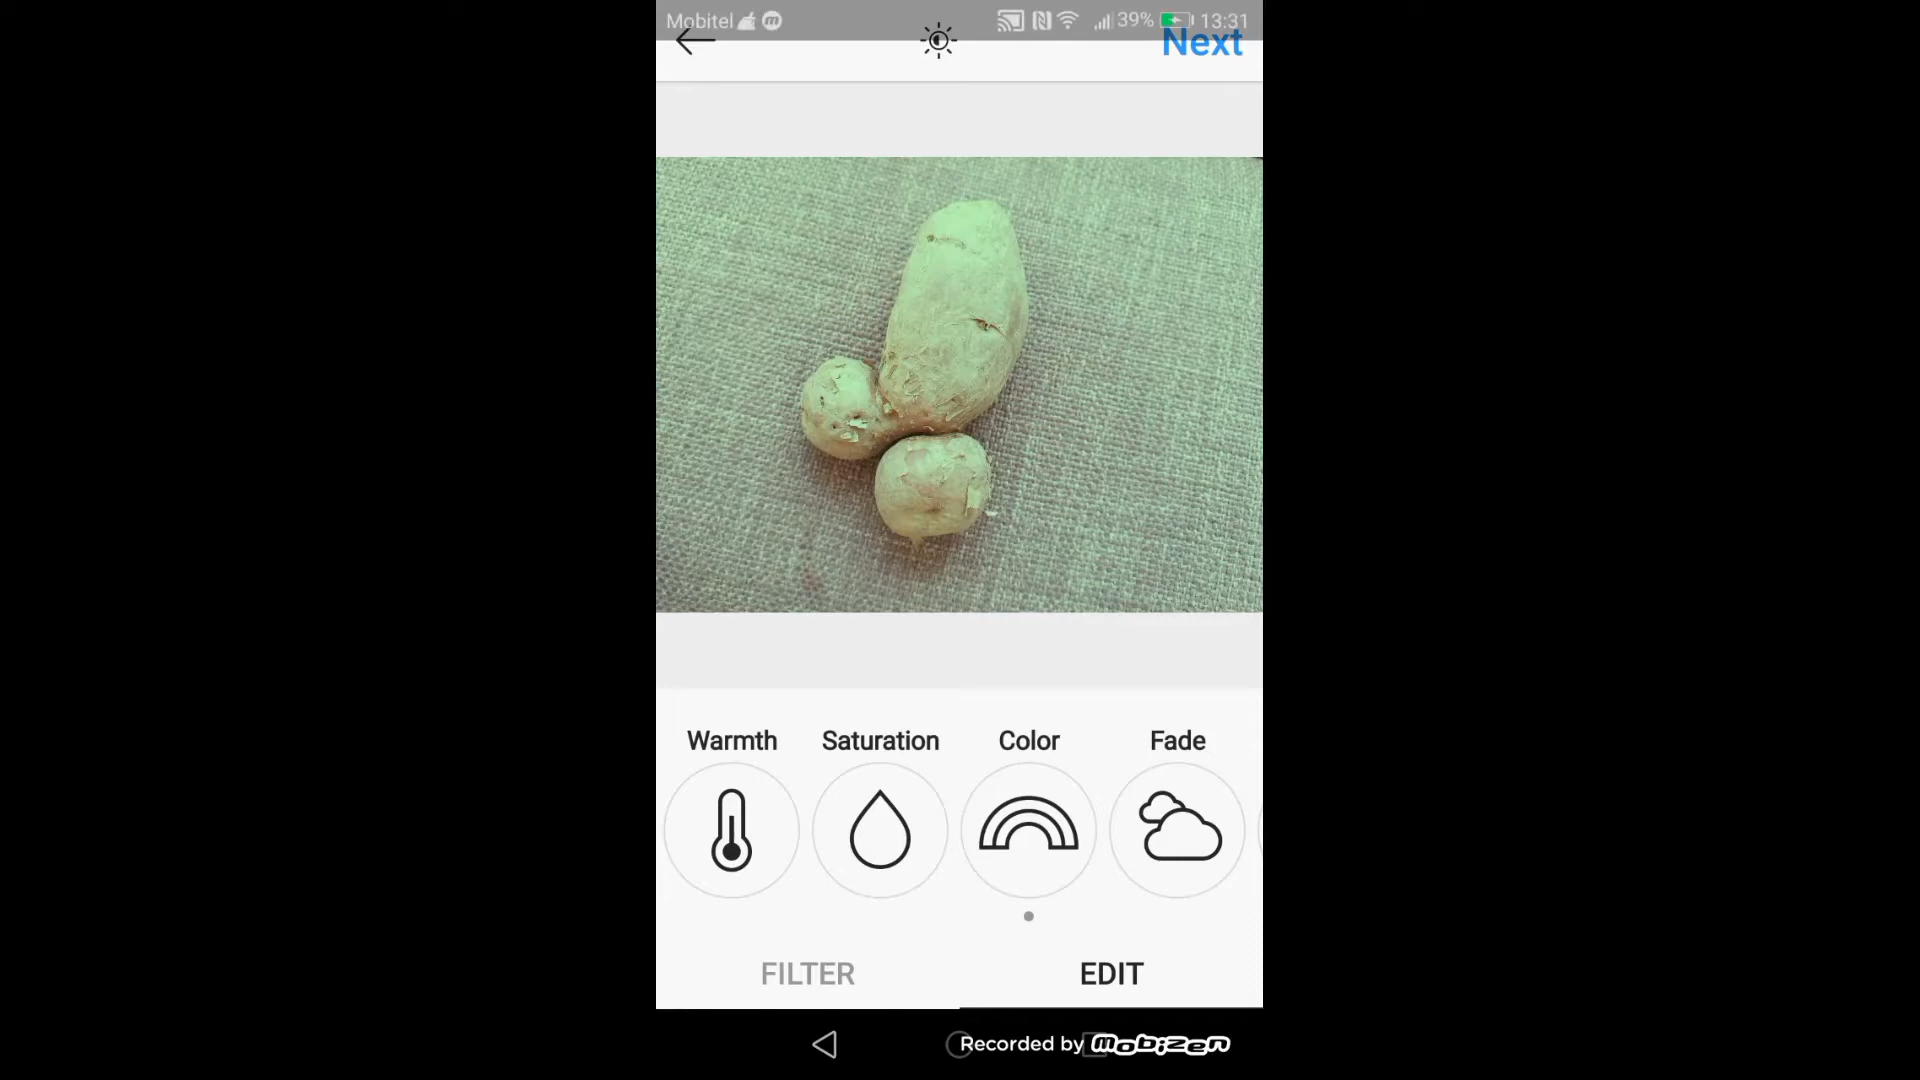 Mobitel 39% 13:31
Next
Warmth Saturation Color Fade
FILTER EDIT
Recorded by Mobizen